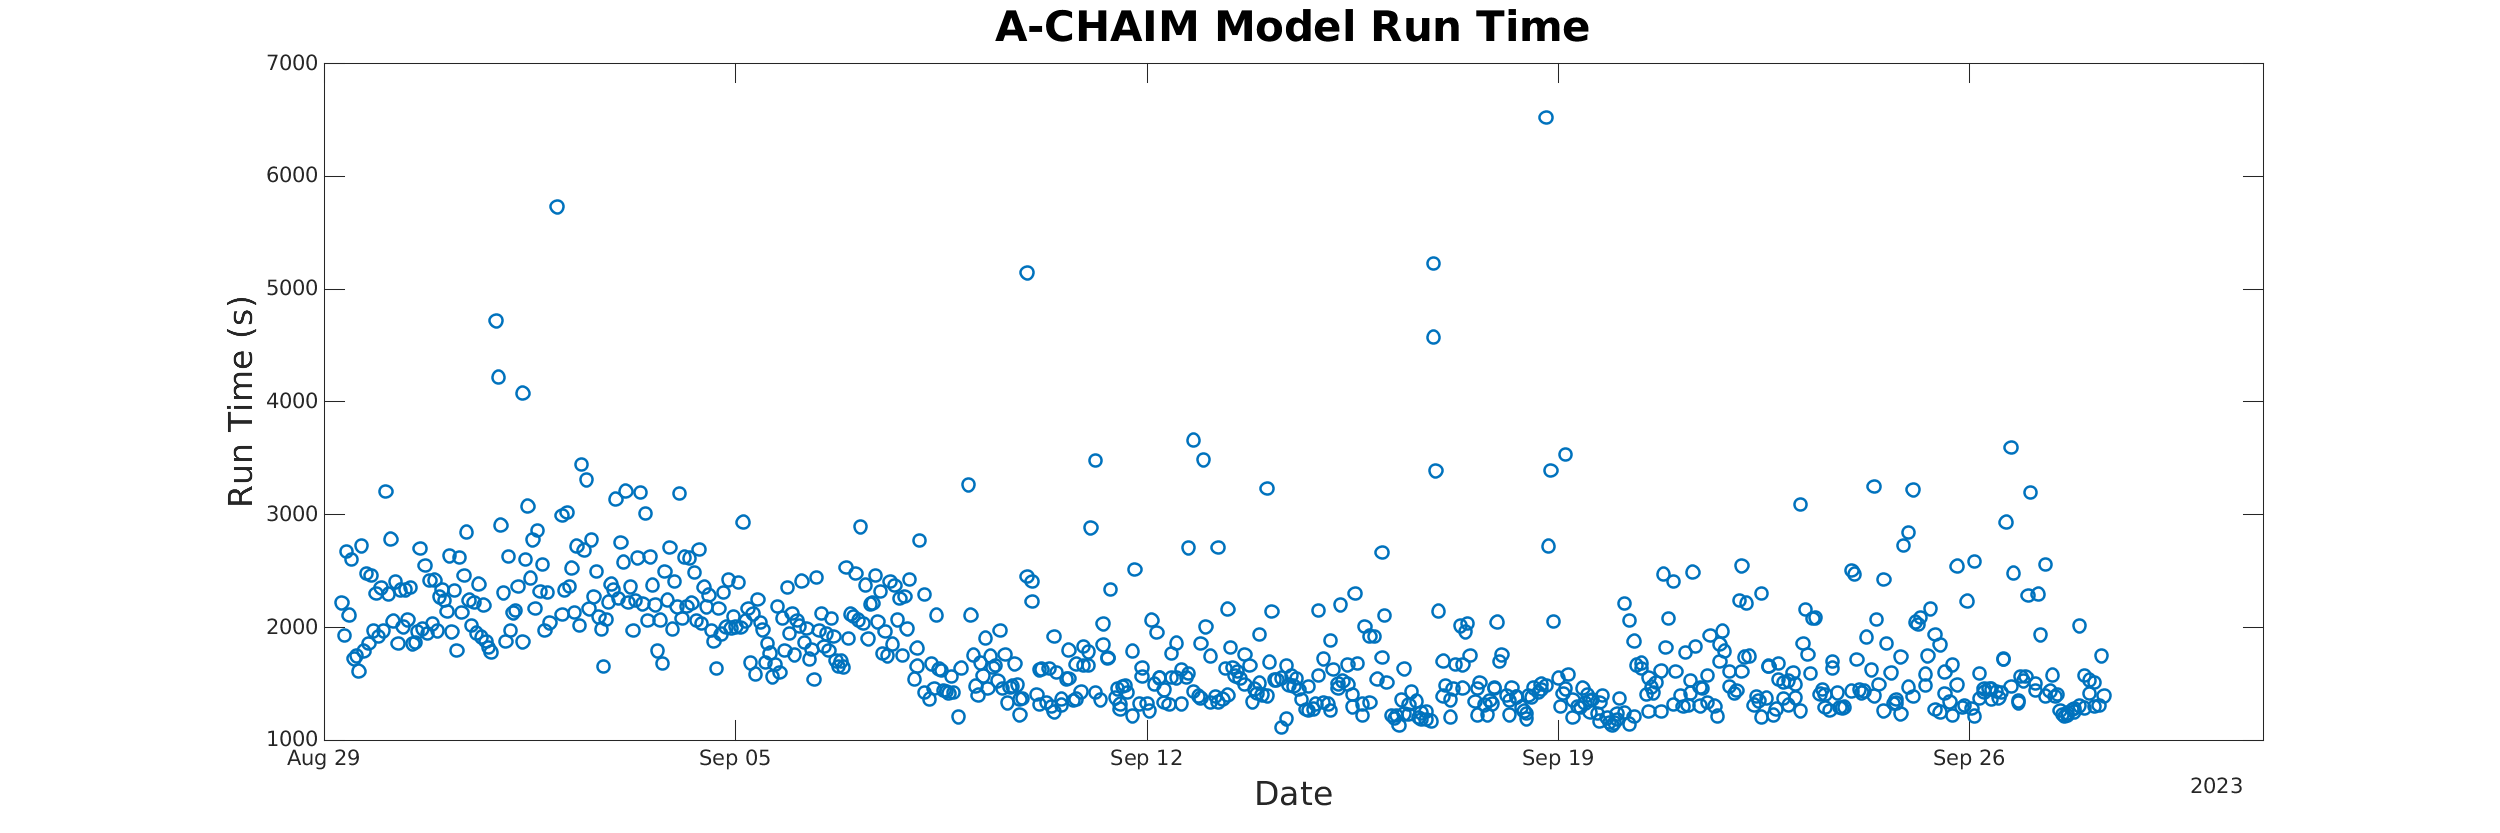 A-CHAIM Model Run Time
7000
6000
5000
4000
3000
2000
1000
Run Time (s)
Aug 29
Sep 05
Sep 12
Sep 19
Sep 26
2023
Date